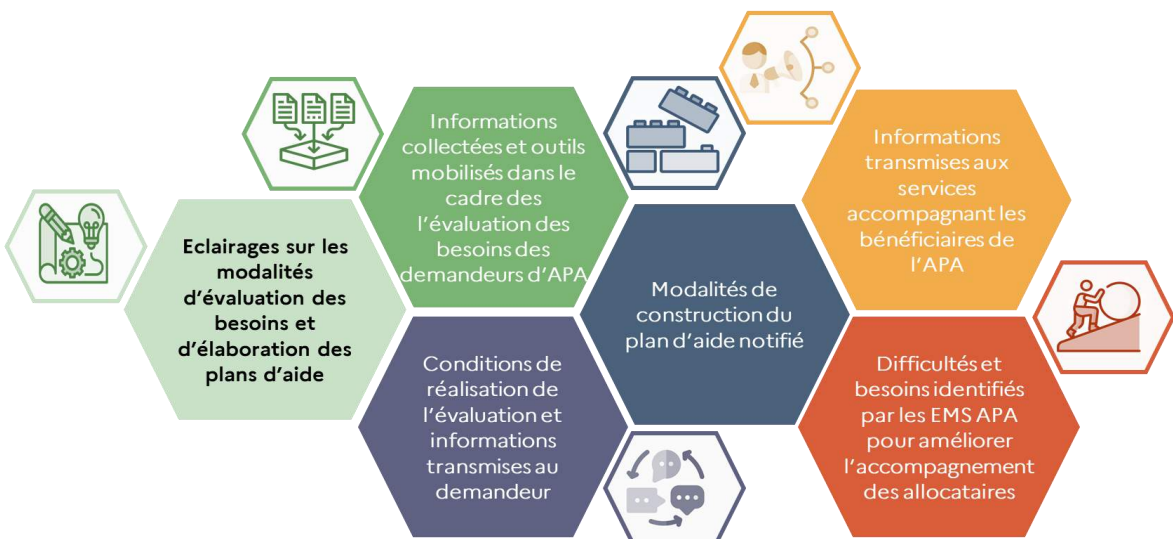 Eclairages sur les
modalités
d’évaluation des
besoins et
d’élaboration des
plans d’aide
Informations
collectées et outils
mobilisés dans le
cadre des
l’évaluation des
besoins des
demandeurs d’APA
Conditions de
réalisation de
l’évaluation et
informations
transmises au
demandeur
Modalités de
construction du
plan d’aide notifié
Informations
transmises aux
services
accompagnant les
bénéficiaires de
l’APA
Difficultés et
besoins identifiés
par les EMS APA
pour améliorer
l’accompagnement
des allocataires